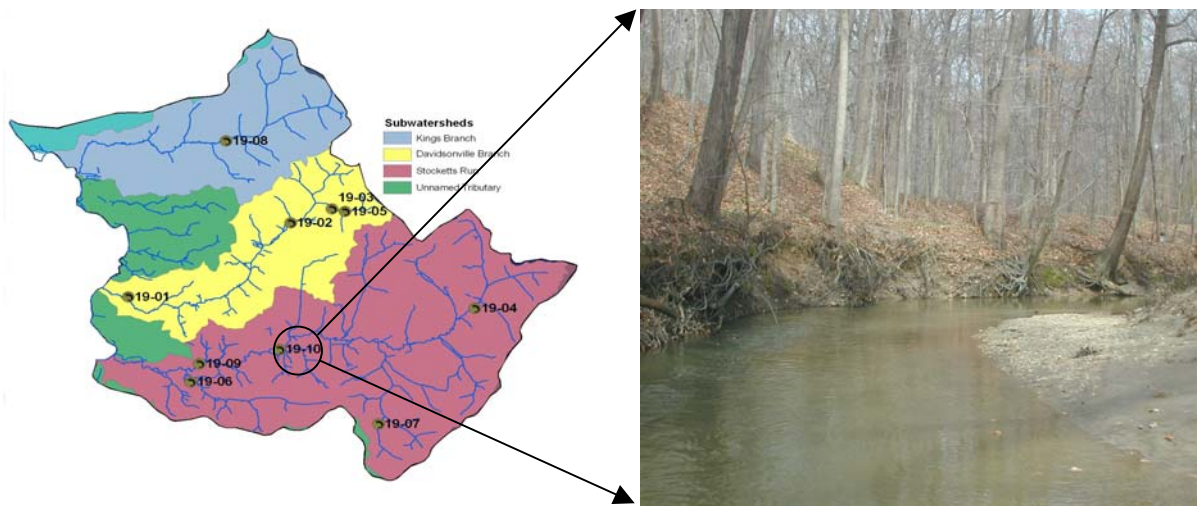 Subwatersheds
Kings Branch
Davidsonville Branch
Stocketts Run
Unnamed Tributary
19-08
19-03
19-02
19-05
19-01
19-04
19-10
19-09
19-06
19-07